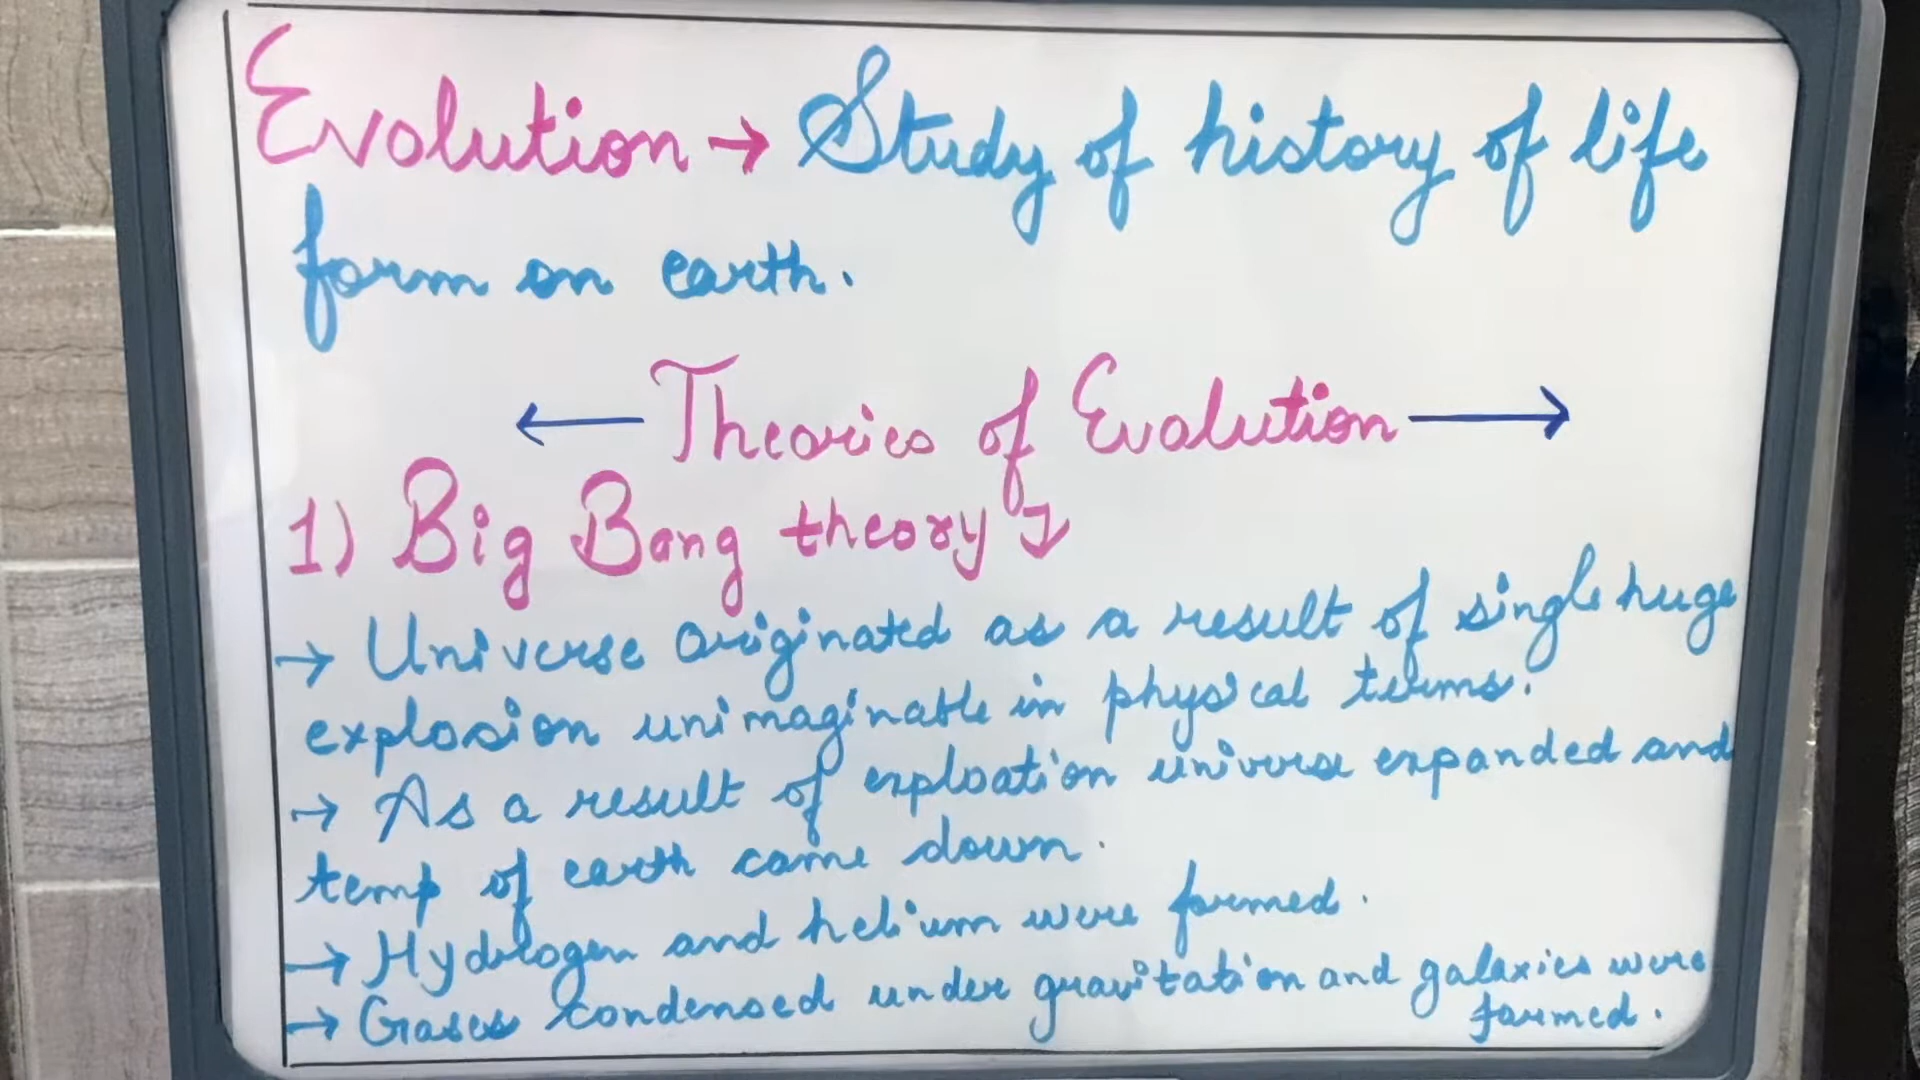 Evolution → Study of history of life
form on earth.
← Theories of Evolution →
1) Big Bang theory ⤵
→ Universe originated as a result of single huge
explosion unimaginable in physical terms.
→ As a result of exploation universe expanded and
temp of earth came down.
→ Hydrogen and helium were formed.
→ Gases condensed under gravitation and galaxies were
formed.